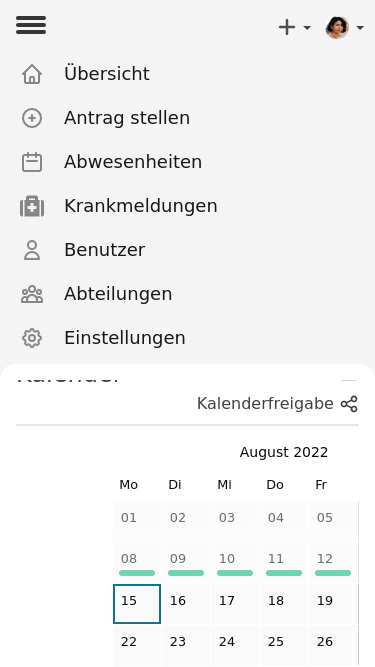 Übersicht
Antrag stellen
Abwesenheiten
Krankmeldungen
Benutzer
Abteilungen
Einstellungen
Kalender
Kalenderfreigabe
August 2022
Mo Di Mi Do Fr
01 02 03 04 05
08 09 10 11 12
15 16 17 18 19
22 23 24 25 26